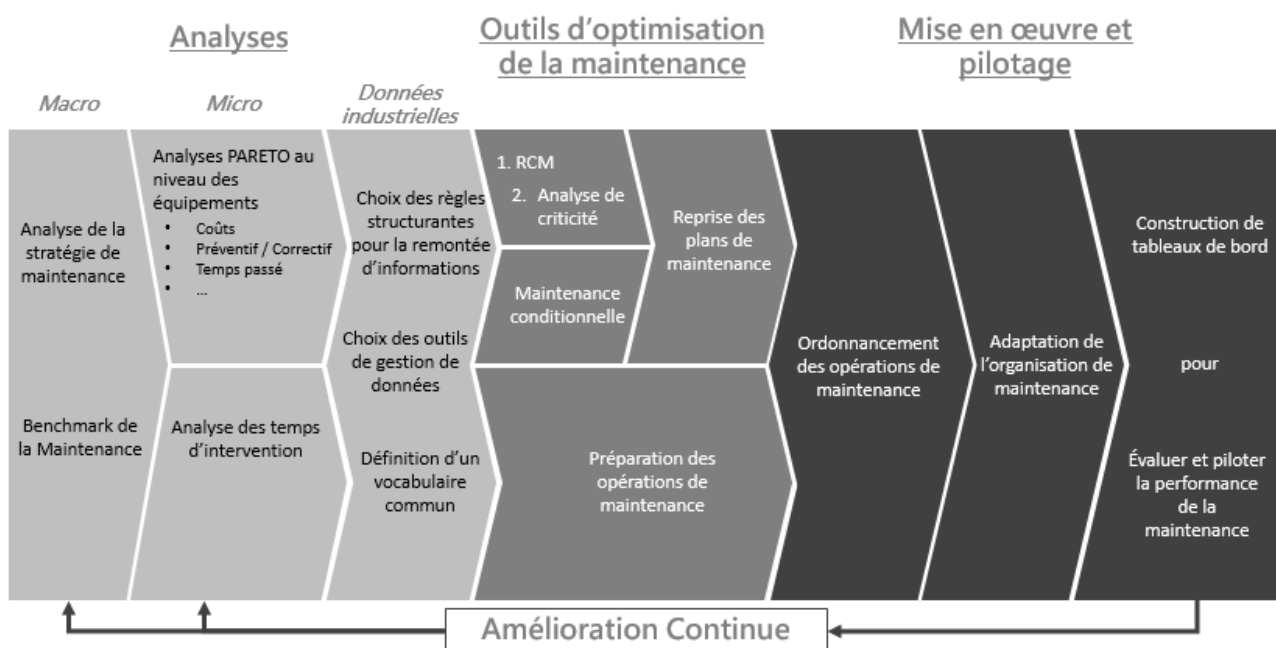 Analyses
Outils d'optimisation
de la maintenance
Mise en œuvre et
pilotage
Macro
Micro
Données
industrielles
Analyse de la
stratégie de
maintenance
Benchmark de
la Maintenance
Analyses PARETO au
niveau des
équipements
• Coûts
• Préventif / Correctif
• Temps passé
• ...
Analyse des temps
d'intervention
Choix des règles
structurantes
pour la remontée
d'informations
Choix des outils
de gestion de
données
Définition d'un
vocabulaire
commun
1. RCM
2. Analyse de
criticité
Maintenance
conditionnelle
Reprise des
plans de
maintenance
Préparation des
opérations de
maintenance
Ordonnancement
des opérations de
maintenance
Adaptation de
l'organisation de
maintenance
Construction de
tableaux de bord
pour
Évaluer et piloter
la performance
de la
maintenance
Amélioration Continue